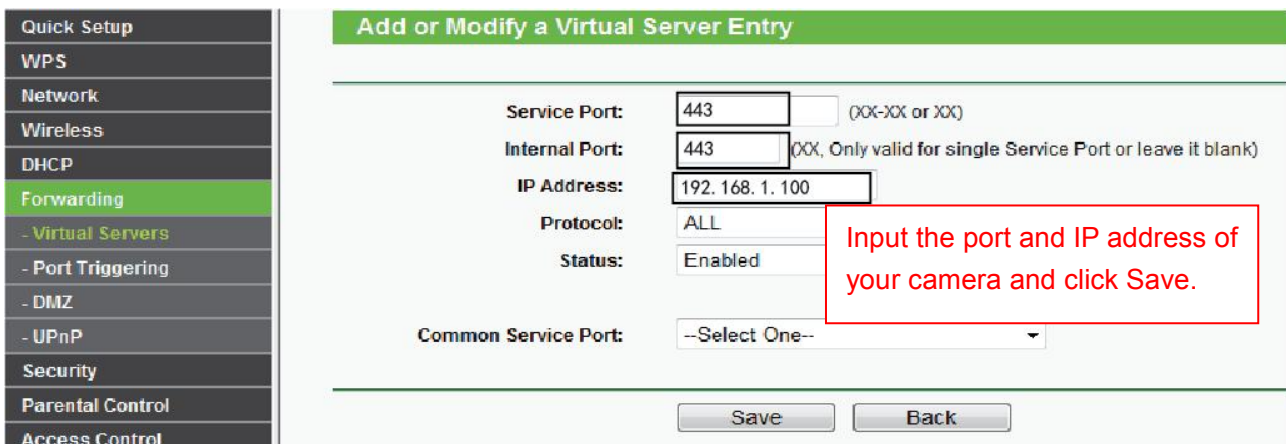 Quick Setup
WPS
Network
Wireless
DHCP
Forwarding
- Virtual Servers
- Port Triggering
- DMZ
- UPnP
Security
Parental Control
Access Control
Add or Modify a Virtual Server Entry
Service Port: 443 (XX-XX or XX)
Internal Port: 443 (XX, Only valid for single Service Port or leave it blank)
IP Address: 192.168.1.100
Protocol: ALL
Status: Enabled
Input the port and IP address of
your camera and click Save.
Common Service Port: --Select One--
Save Back